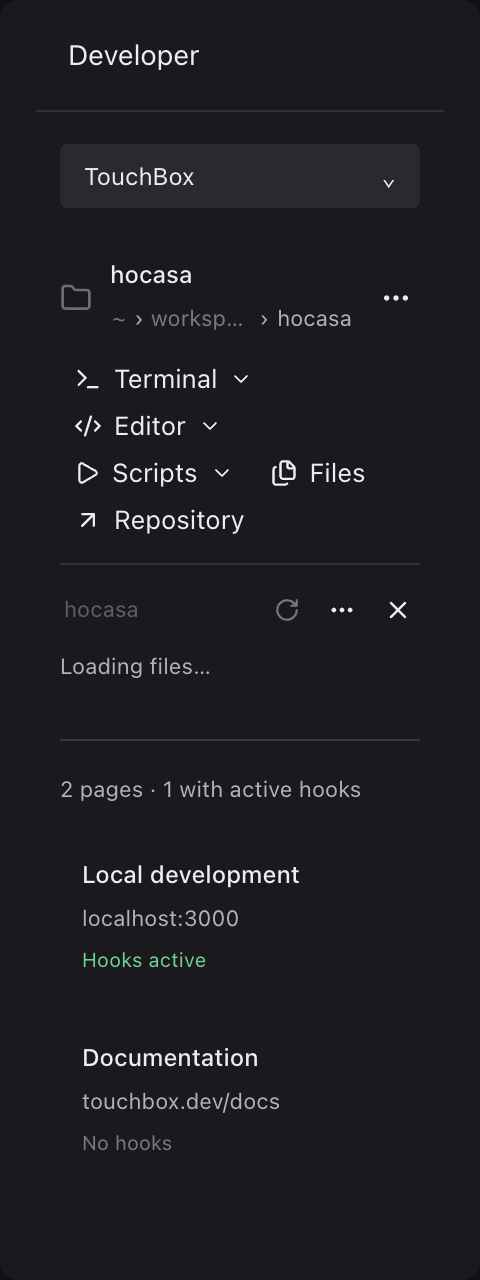 Developer
TouchBox
hocasa
~ › worksp... › hocasa
Terminal
Editor
Scripts Files
Repository
hocasa
Loading files...
2 pages · 1 with active hooks
Local development
localhost:3000
Hooks active
Documentation
touchbox.dev/docs
No hooks